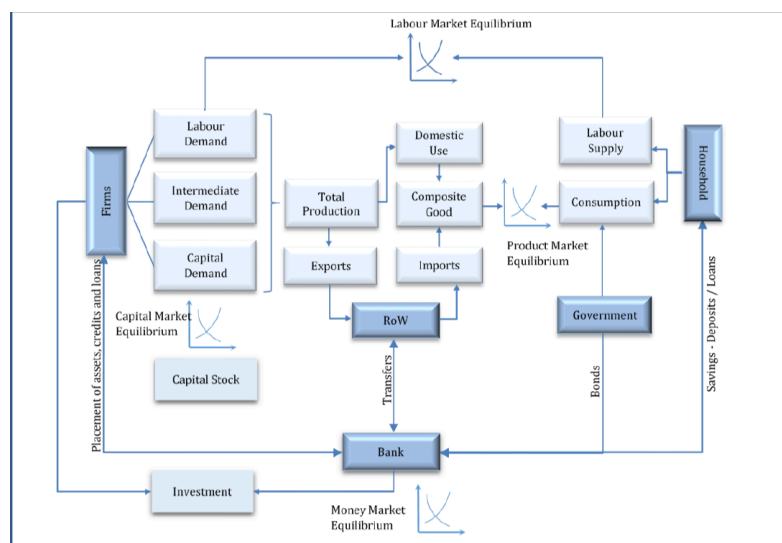 Labour Market Equilibrium
Labour
Demand
Domestic
Use
Labour
Supply
Household
Firms
Intermediate
Demand
Total
Production
Composite
Good
Consumption
Product Market
Equilibrium
Capital
Demand
Exports
Imports
Capital Market
Equilibrium
RoW
Government
Placement of assets, credits and loans
Capital Stock
Transfers
Bonds
Savings - Deposits / Loans
Bank
Investment
Money Market
Equilibrium